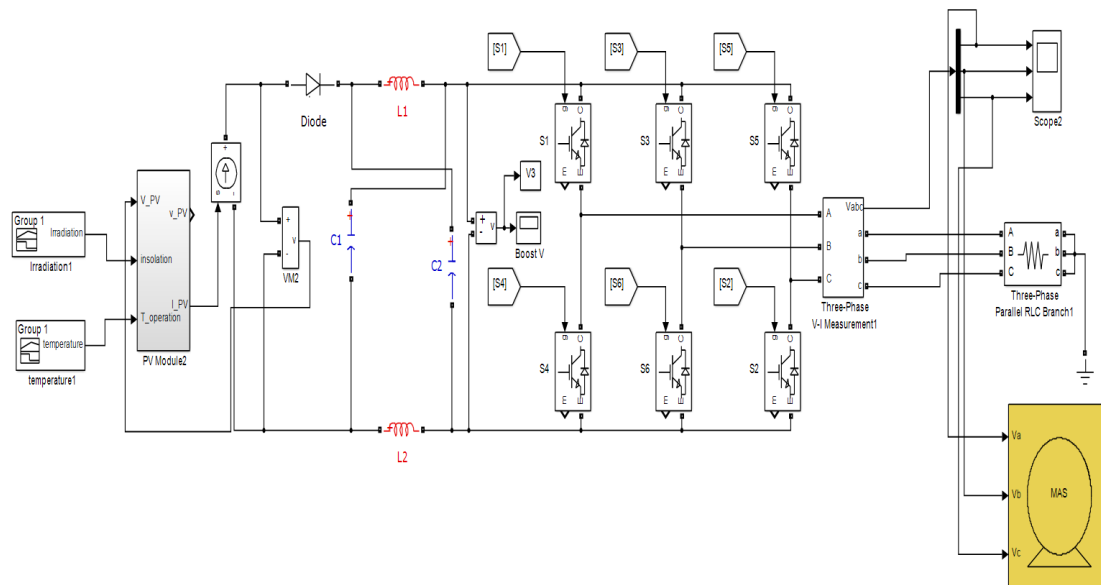 [S1]
[S3]
[S5]
g
C
S1
E
E
g
C
S3
E
E
g
C
S5
E
E
Scope2
Diode
L1
+
s
-
V_PV
v_PV
insolation
I_PV
T_operation
PV Module2
Group 1
Irradiation
Irradiation1
Group 1
temperature
temperature1
+
v
-
VM2
+
C1
+
C2
+
v
-
V3
Boost V
A
Vabc
a
B
b
C
c
Three-Phase
V-I Measurement1
A
a
B
b
C
c
Three-Phase
Parallel RLC Branch1
[S4]
[S6]
[S2]
g
C
S4
E
E
g
C
S6
E
E
g
C
S2
E
E
L2
Va
Vb
MAS
Vc